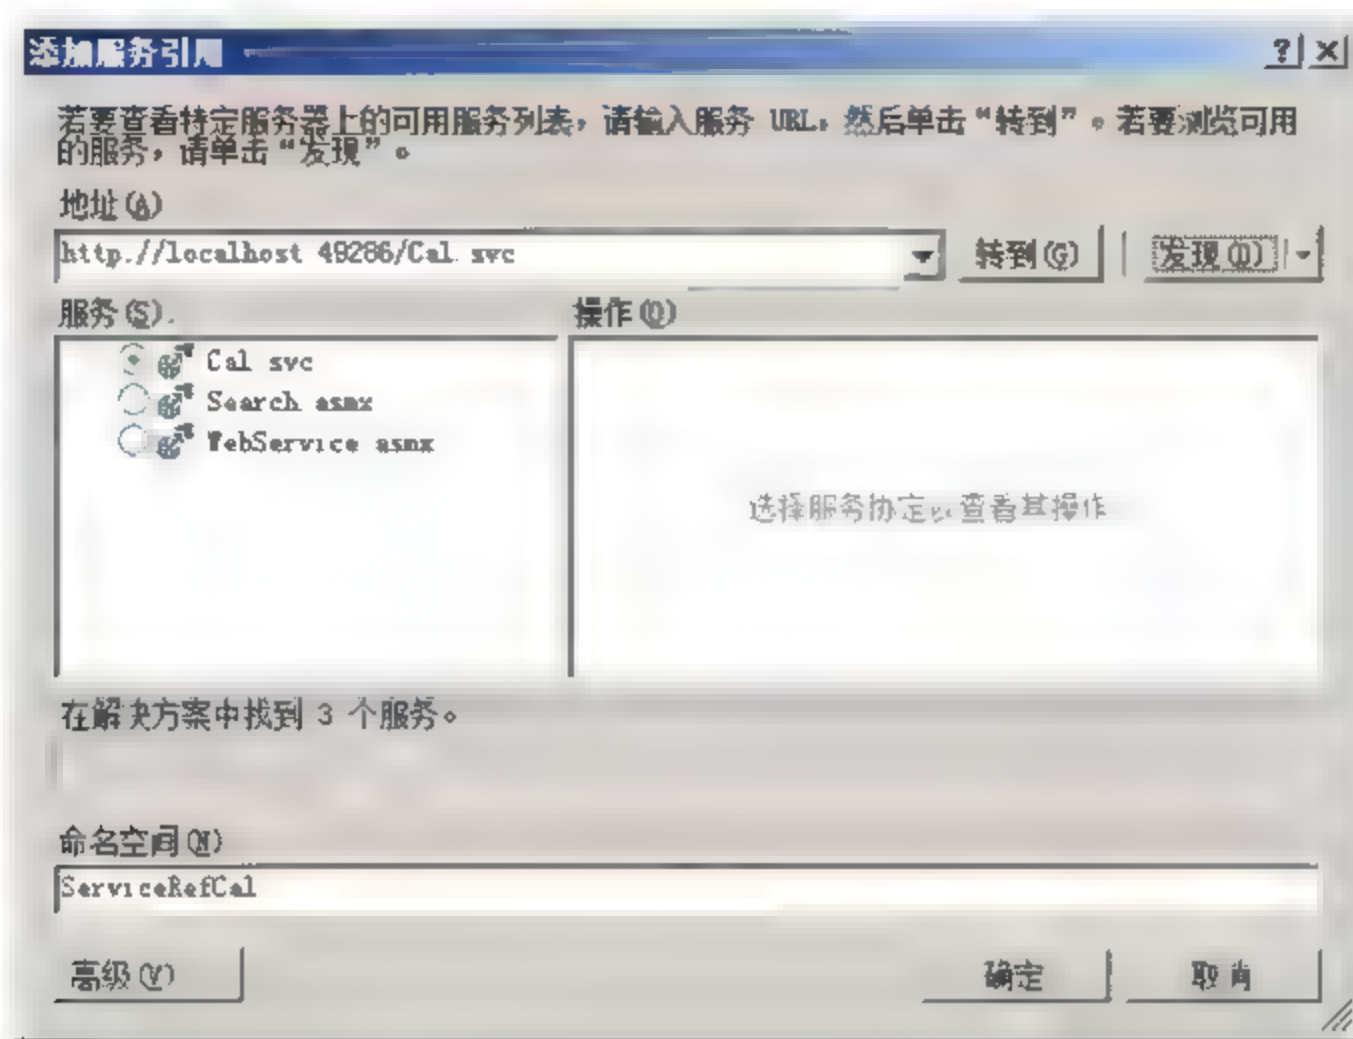 添加服务引用
若要查看特定服务器上的可用服务列表，请输入服务 URL，然后单击“转到”。若要浏览可用
的服务，请单击“发现”。
地址(A)
http://localhost 49286/Cal svc 转到(G) 发现(D)
服务(S) 操作(O)
Cal svc
Search asmx
WebService asmx
选择服务协定以查看其操作
在解决方案中找到 3 个服务。
命名空间(N)
ServiceRefCal
高级(V) 确定 取消